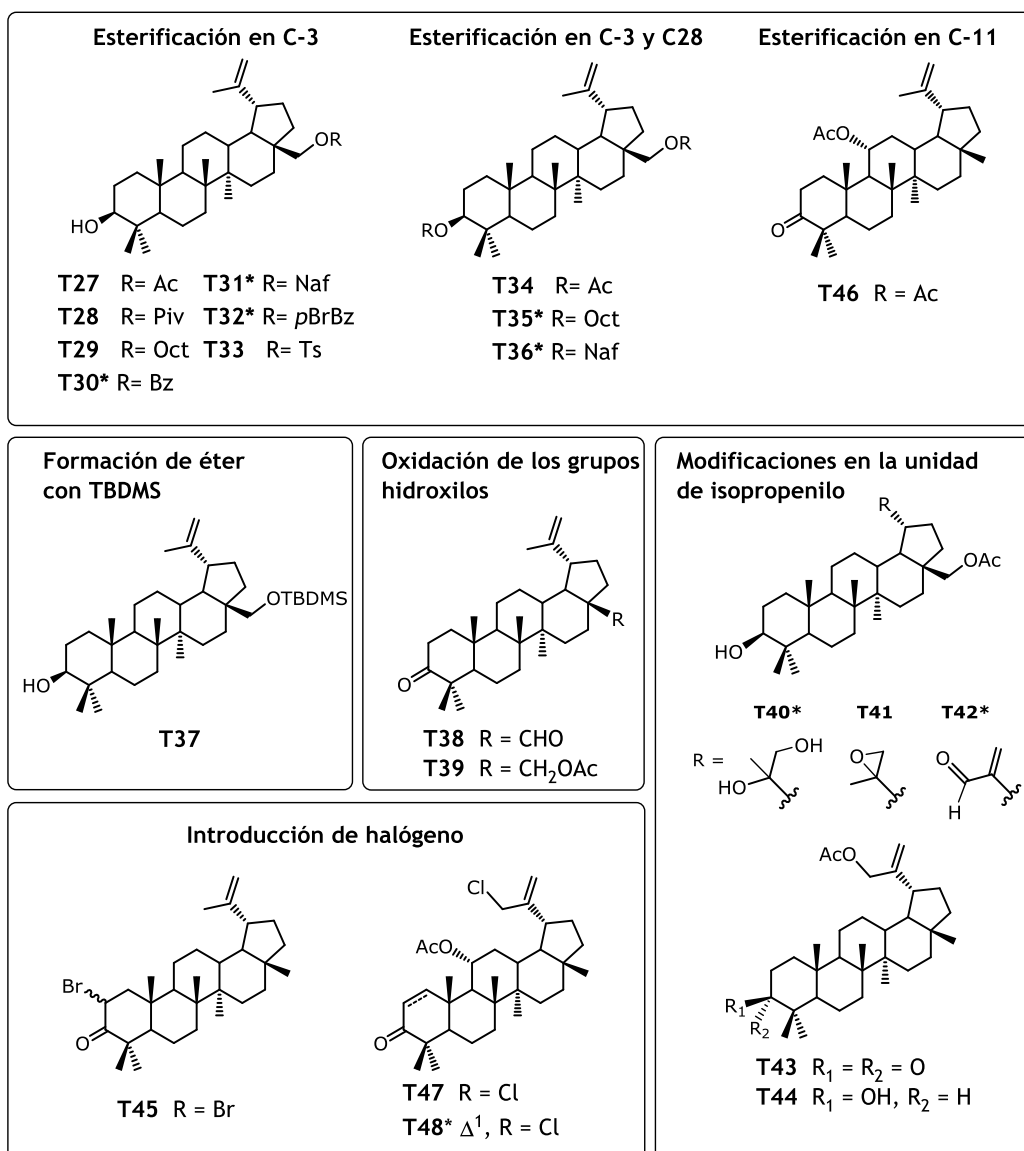 Esterificación en C-3
OR
HO
T27 R= Ac T31* R= Naf
T28 R= Piv T32* R= pBrBz
T29 R= Oct T33 R= Ts
T30* R= Bz
Esterificación en C-3 y C28
OR
RO
T34 R= Ac
T35* R= Oct
T36* R= Naf
Esterificación en C-11
AcO
O
T46 R = Ac
Formación de éter
con TBDMS
OTBDMS
HO
T37
Oxidación de los grupos
hidroxilos
R
O
T38 R = CHO
T39 R = CH2OAc
Modificaciones en la unidad
de isopropenilo
R
OAc
HO
T40* T41 T42*
R =
OH
HO
O
O
H
AcO
R1
R2
T43 R1 = R2 = O
T44 R1 = OH, R2 = H
Introducción de halógeno
Br
O
T45 R = Br
Cl
AcO
O
T47 R = Cl
T48* Δ1, R = Cl